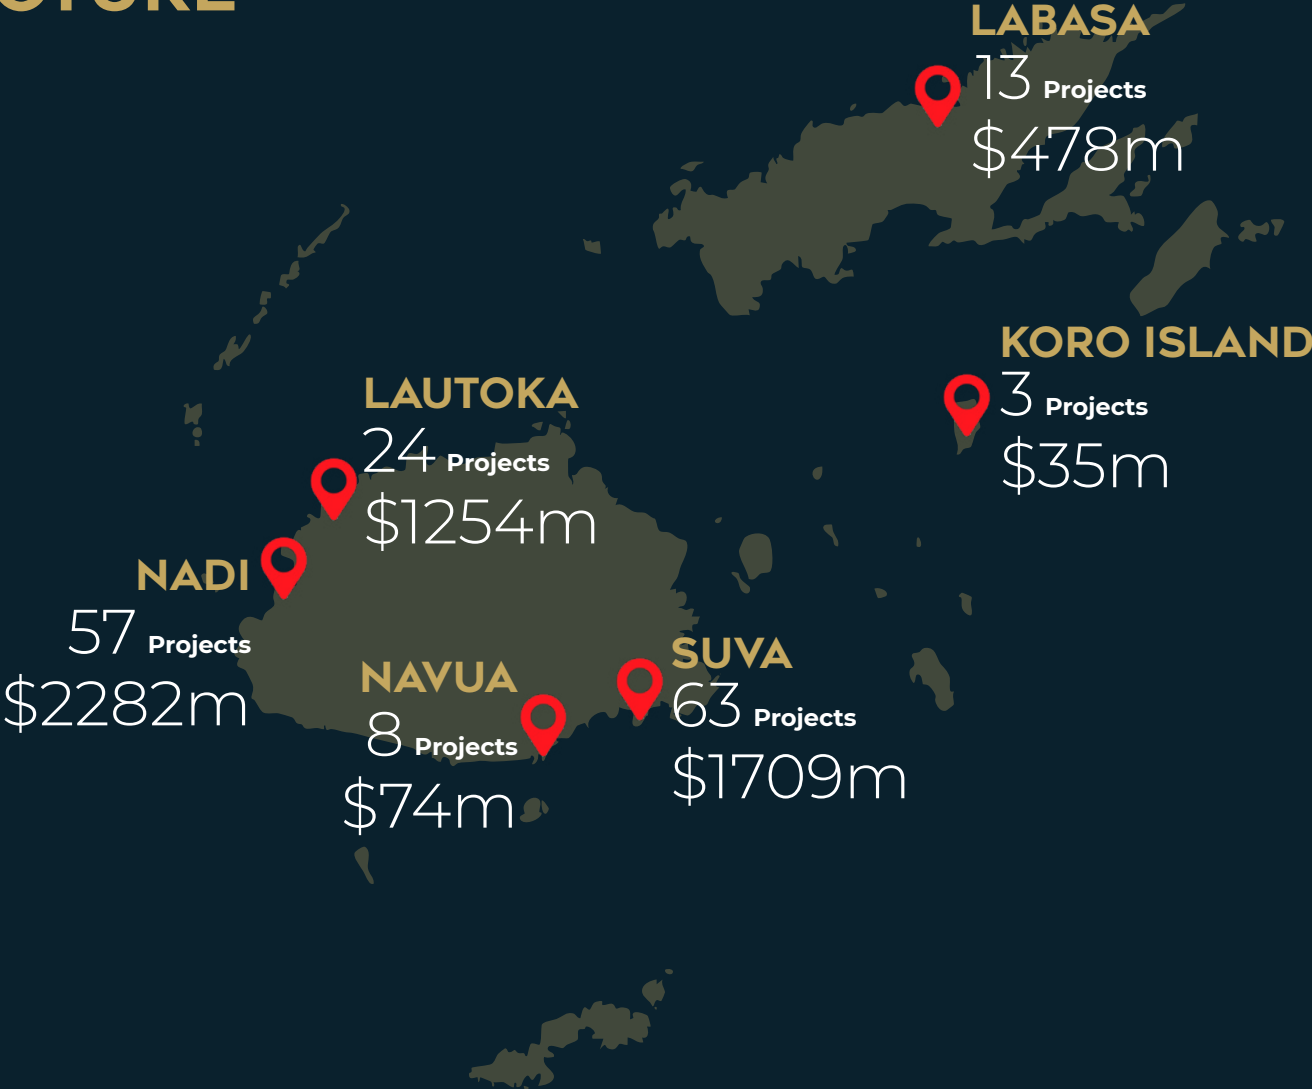 LABASA
13 Projects
$478m
KORO ISLAND
3 Projects
$35m
LAUTOKA
24 Projects
$1254m
NADI
57 Projects
$2282m
NAVUA
8 Projects
$74m
SUVA
63 Projects
$1709m